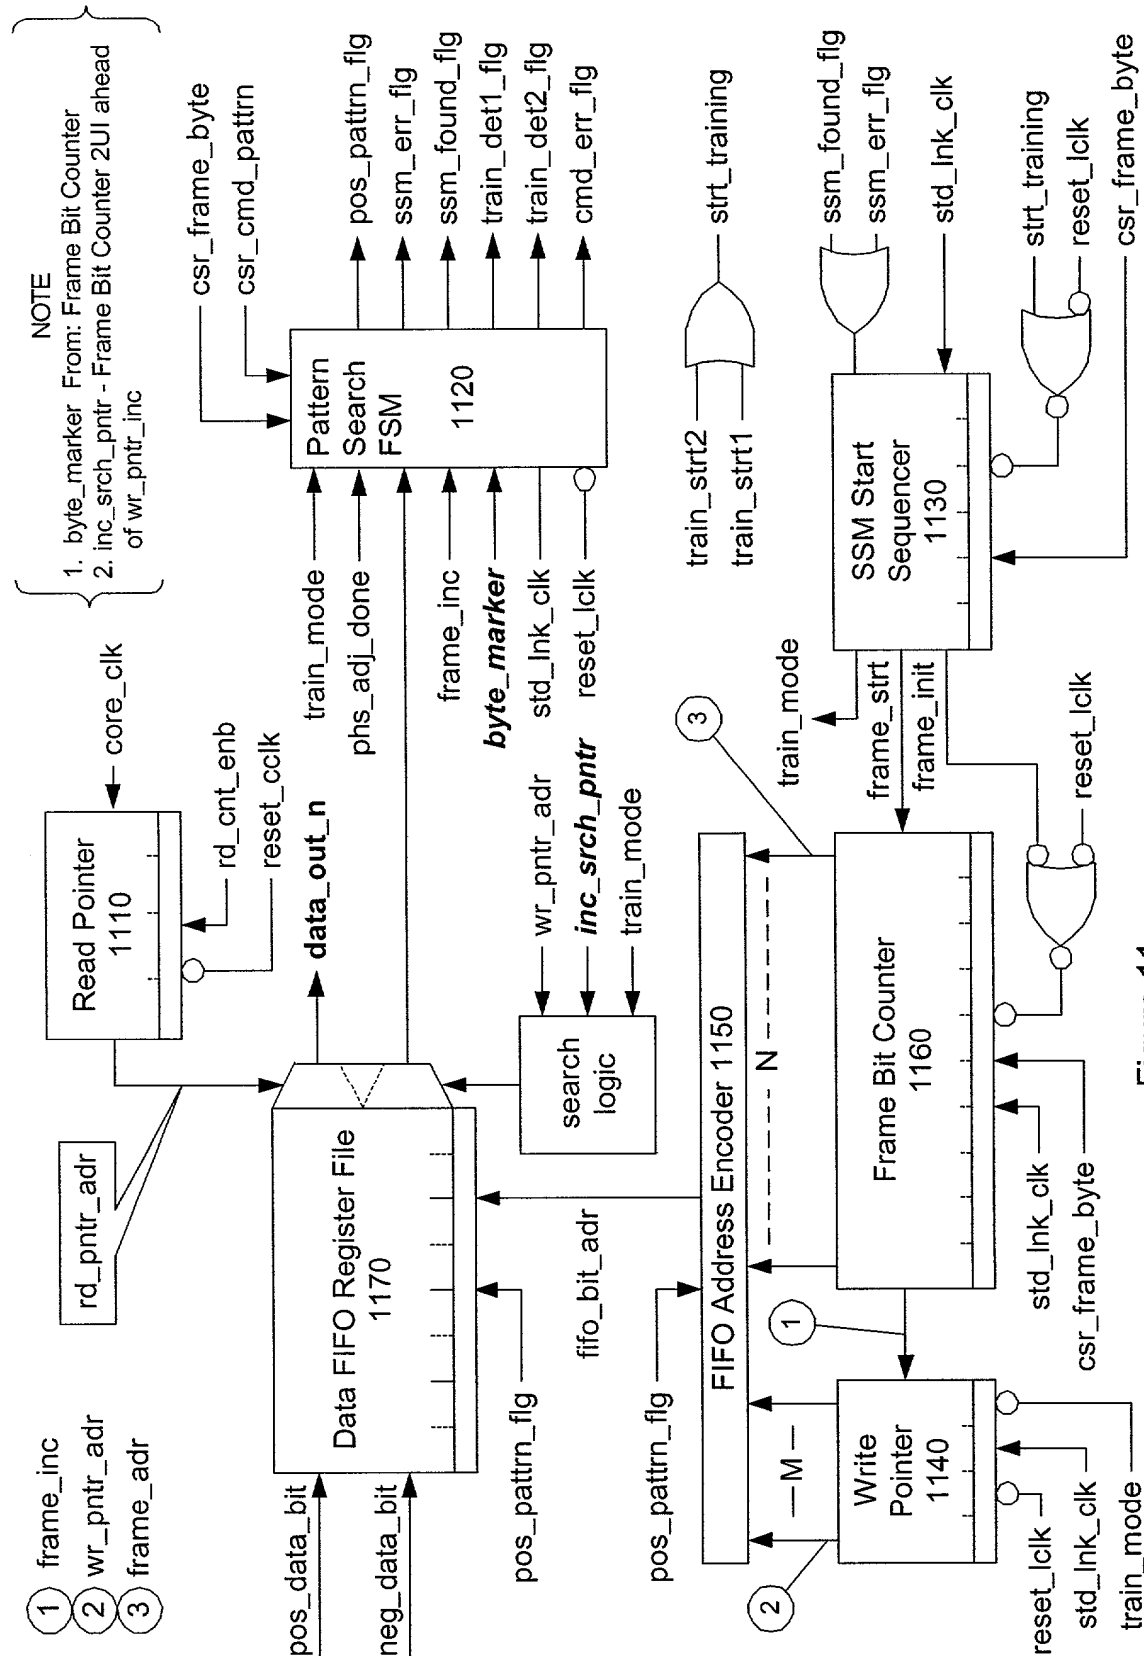 1 frame_inc
2 wr_pntr_adr
3 frame_adr
NOTE
1. byte_marker From: Frame Bit Counter
2. inc_srch_pntr - Frame Bit Counter 2UI ahead
of wr_pntr_inc
rd_pntr_adr
Read Pointer
1110
core_clk
rd_cnt_enb
reset_cclk
csr_frame_byte
csr_cmd_pattrn
pos_data_bit
neg_data_bit
Data FIFO Register File
1170
data_out_n
train_mode
phs_adj_done
frame_inc
byte_marker
std_lnk_clk
reset_lclk
Pattern
Search
FSM
1120
pos_pattrn_flg
ssm_err_flg
ssm_found_flg
train_det1_flg
train_det2_flg
cmd_err_flg
pos_pattrn_flg
fifo_bit_adr
search
logic
wr_pntr_adr
inc_srch_pntr
train_mode
train_strt2
train_strt1
strt_training
pos_pattrn_flg
FIFO Address Encoder 1150
M
N
2
1
3
Write
Pointer
1140
reset_lclk
std_lnk_clk
train_mode
Frame Bit Counter
1160
std_lnk_clk
csr_frame_byte
reset_lclk
train_mode
frame_strt
frame_init
SSM Start
Sequencer
1130
ssm_found_flg
ssm_err_flg
std_lnk_clk
strt_training
reset_lclk
csr_frame_byte